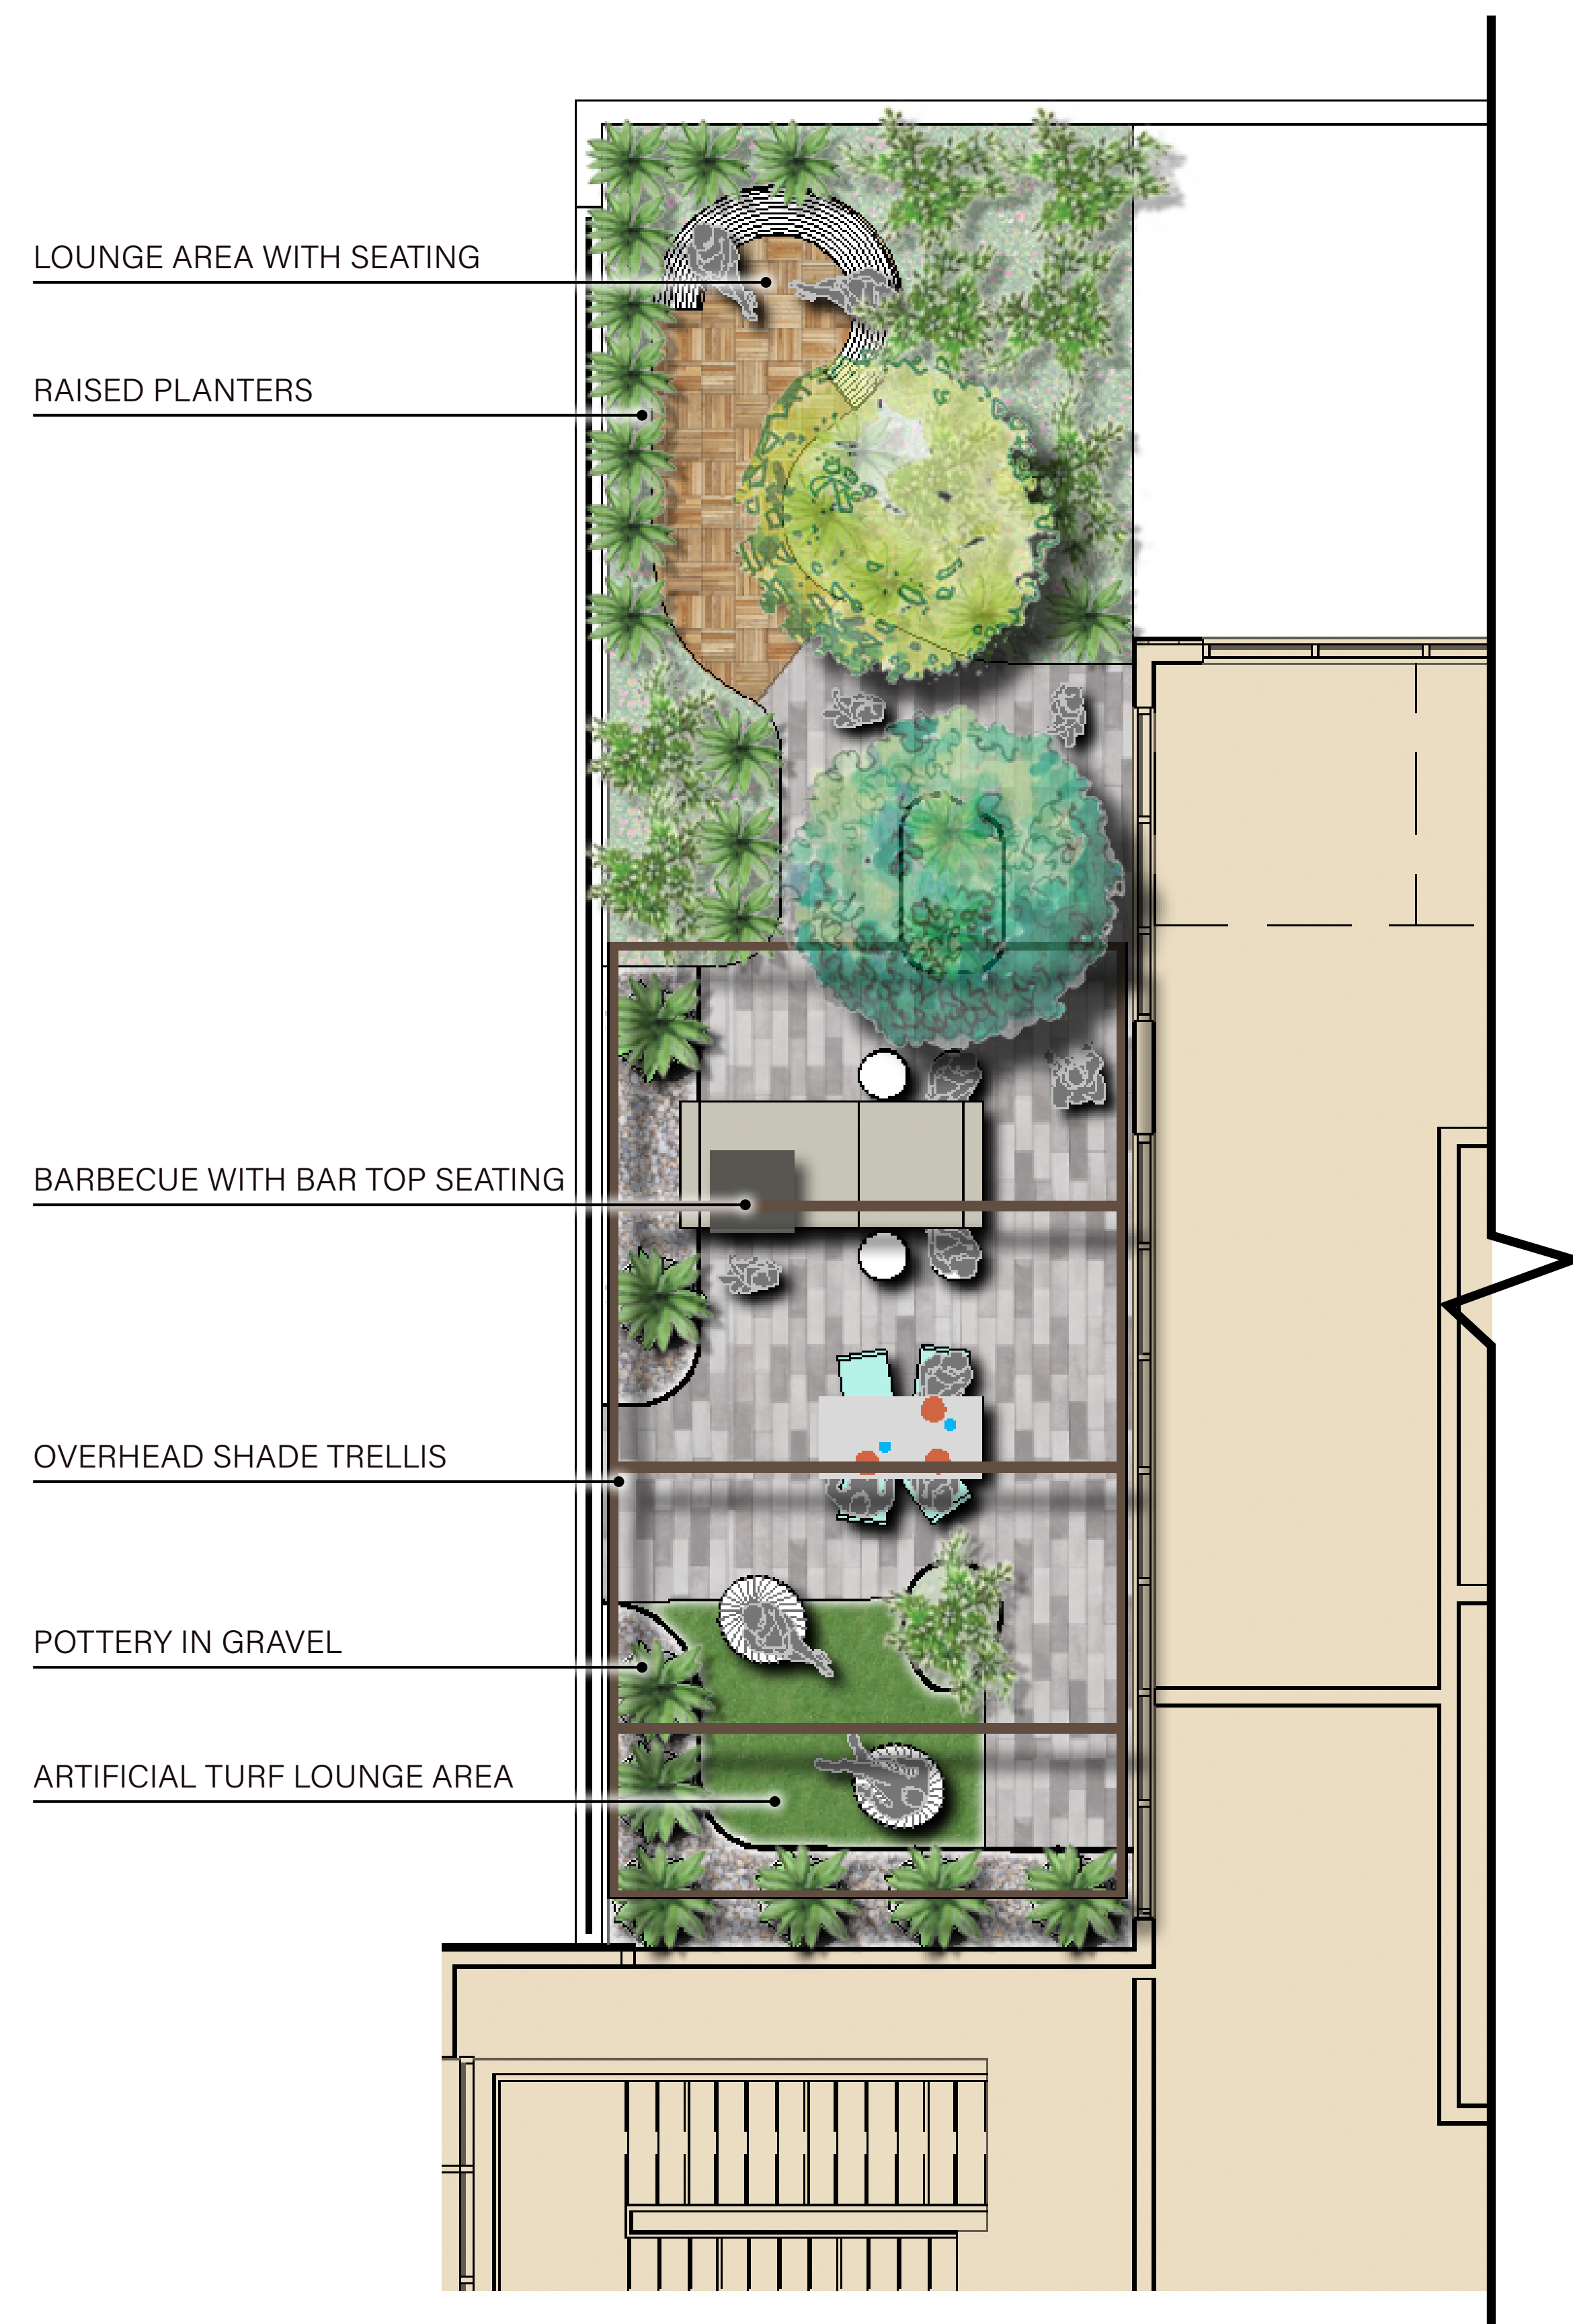 LOUNGE AREA WITH SEATING
RAISED PLANTERS
BARBECUE WITH BAR TOP SEATING
OVERHEAD SHADE TRELLIS
POTTERY IN GRAVEL
ARTIFICIAL TURF LOUNGE AREA